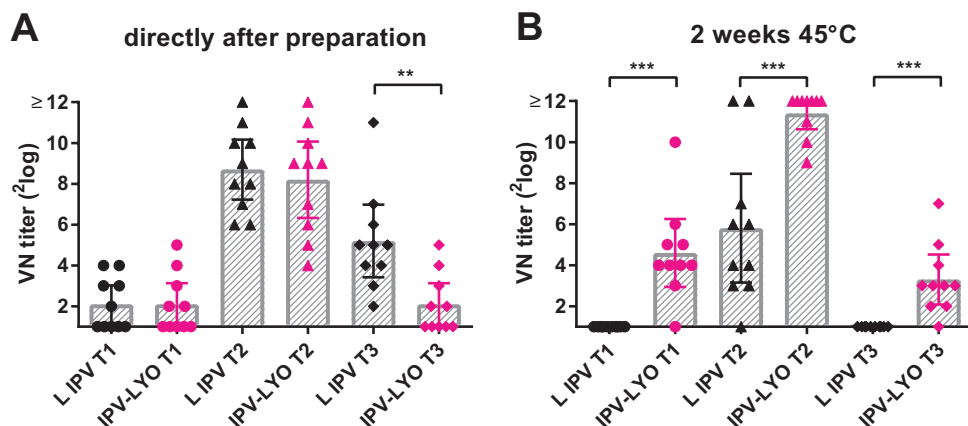 A
directly after preparation
**
≥ 12
10
8
6
4
2
VN titer (²log)
L IPV T1
IPV-LYO T1
L IPV T2
IPV-LYO T2
L IPV T3
IPV-LYO T3
B
2 weeks 45°C
***
***
***
≥ 12
10
8
6
4
2
VN titer (²log)
L IPV T1
IPV-LYO T1
L IPV T2
IPV-LYO T2
L IPV T3
IPV-LYO T3